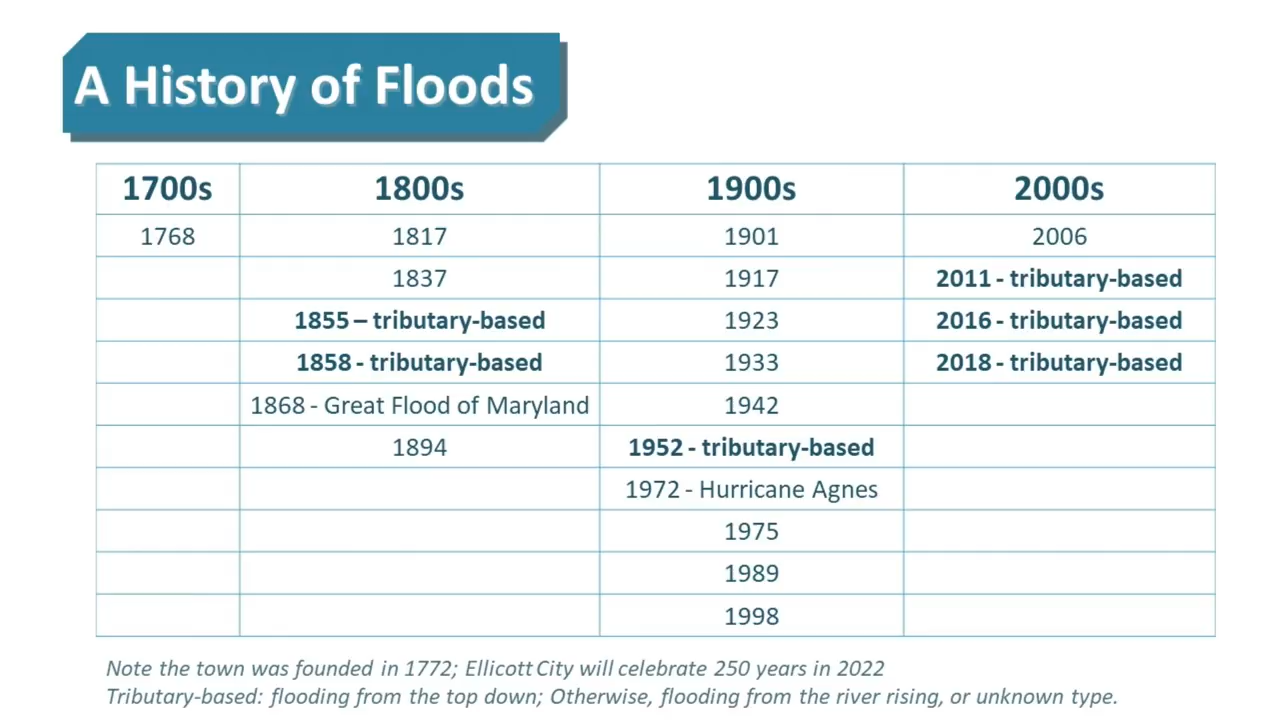 A History of Floods
1700s 1800s 1900s 2000s
1768 1817 1901 2006
1837 1917 2011 - tributary-based
1855 – tributary-based 1923 2016 - tributary-based
1858 - tributary-based 1933 2018 - tributary-based
1868 - Great Flood of Maryland 1942
1894 1952 - tributary-based
1972 - Hurricane Agnes
1975
1989
1998
Note the town was founded in 1772; Ellicott City will celebrate 250 years in 2022
Tributary-based: flooding from the top down; Otherwise, flooding from the river rising, or unknown type.